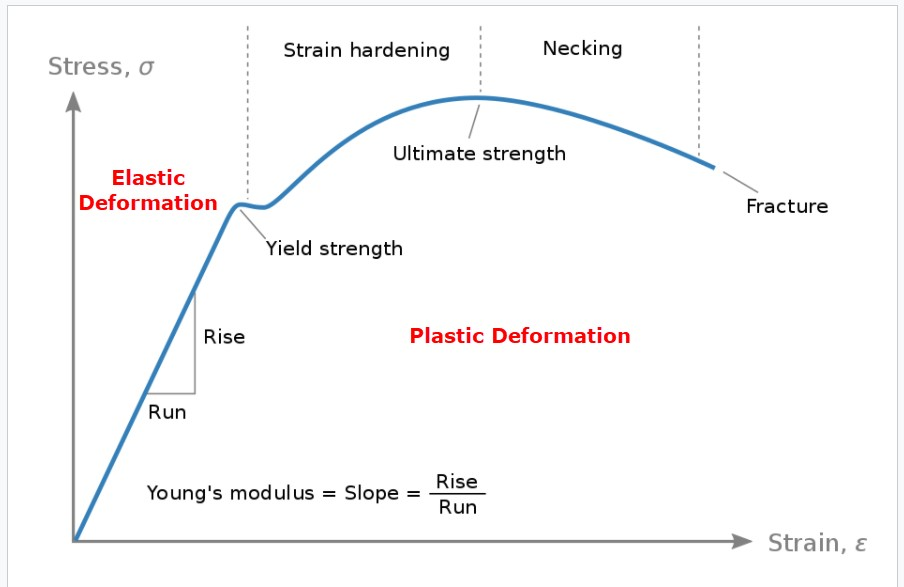 Strain hardening
Necking
Stress, σ
Ultimate strength
Elastic
Deformation
Fracture
Yield strength
Rise
Plastic Deformation
Run
Young's modulus = Slope = Rise
Run
Strain, ε